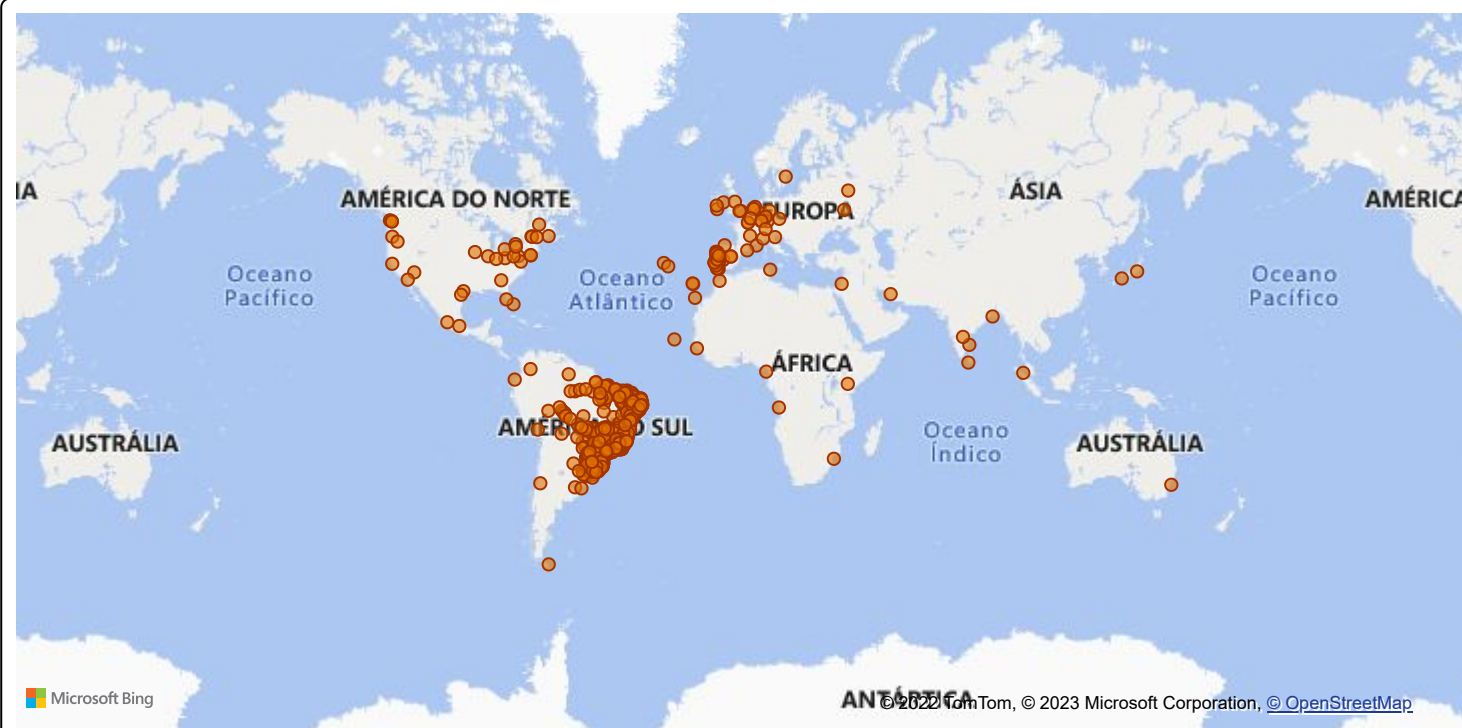 IA
AMÉRICA DO NORTE
EUROPA
ÁSIA
AMÉRICA
Oceano
Pacífico
Oceano
Atlântico
Oceano
Pacífico
ÁFRICA
AUSTRÁLIA
AMÉRICA DO SUL
Oceano
Índico
AUSTRÁLIA
Microsoft Bing
ANTÁRTICA
© 2022 TomTom, © 2023 Microsoft Corporation, © OpenStreetMap